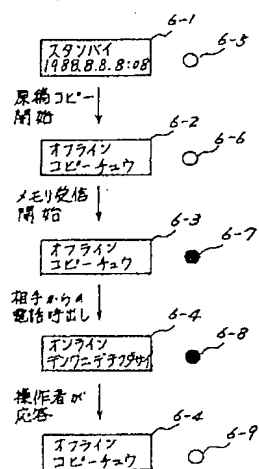 6-1
スタンバイ
1988.8.8.8:08
6-5
原稿コピー
開始
6-2
オフライン
コピーチュウ
6-6
メモリ受信
開始
6-3
オフライン
コピーチュウ
6-7
相手からの
電話呼出し
6-4
オンライン
デンワニデテクダサイ
6-8
操作者が
応答
6-4
オフライン
コピーチュウ
6-9